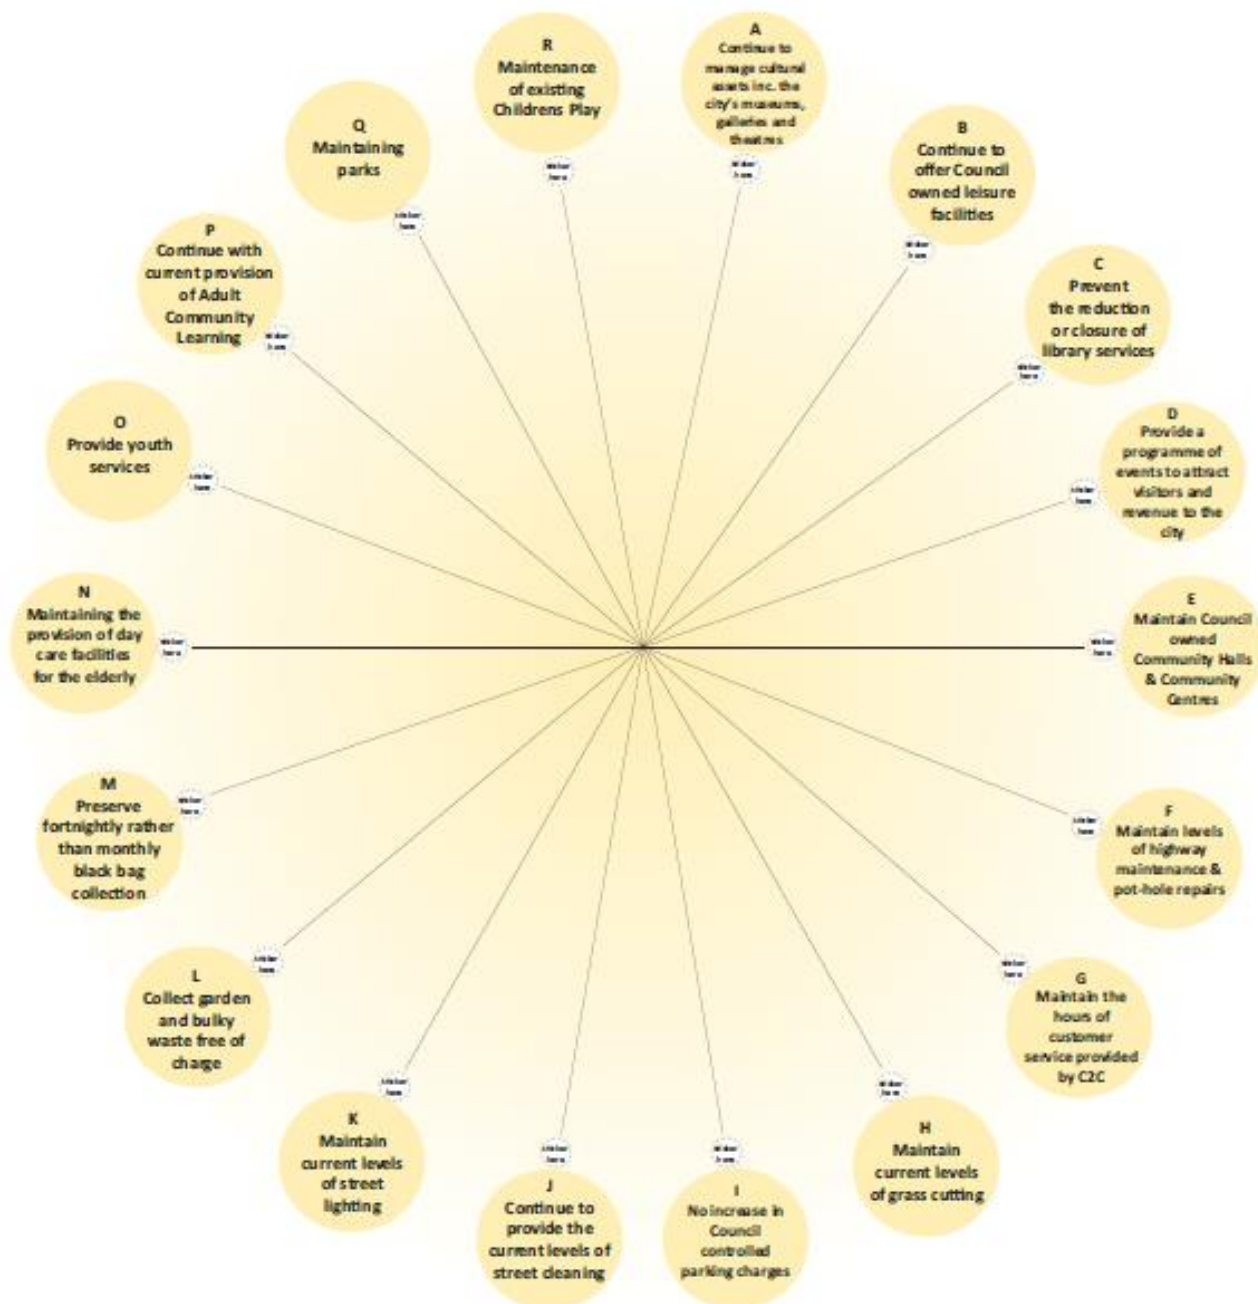 A
Continue to
manage cultural
assets inc. the
city's museums,
galleries and
theatres
B
Continue to
offer Council
owned leisure
facilities
C
Prevent
the reduction
or closure of
library services
D
Provide a
programme of
events to attract
visitors and
revenue to the
city
E
Maintain Council
owned
Community Halls
& Community
Centres
F
Maintain levels
of highway
maintenance &
pot-hole repairs
G
Maintain the
hours of
customer
service provided
by C2C
H
Maintain
current levels
of grass cutting
I
No increase in
Council
controlled
parking charges
J
Continue to
provide the
current levels of
street cleaning
K
Maintain
current levels
of street
lighting
L
Collect garden
and bulky
waste free of
charge
M
Preserve
fortnightly rather
than monthly
black bag
collection
N
Maintaining the
provision of day
care facilities
for the elderly
O
Provide youth
services
P
Continue with
current provision
of Adult
Community
Learning
Q
Maintaining
parks
R
Maintenance
of existing
Childrens Play